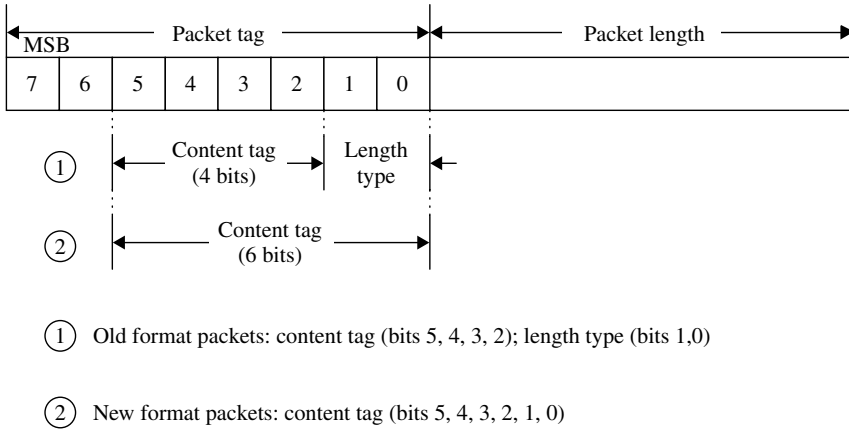 Packet tag Packet length
MSB
7 6 5 4 3 2 1 0
1 Content tag (4 bits) Length type
2 Content tag (6 bits)
1 Old format packets: content tag (bits 5, 4, 3, 2); length type (bits 1,0)
2 New format packets: content tag (bits 5, 4, 3, 2, 1, 0)